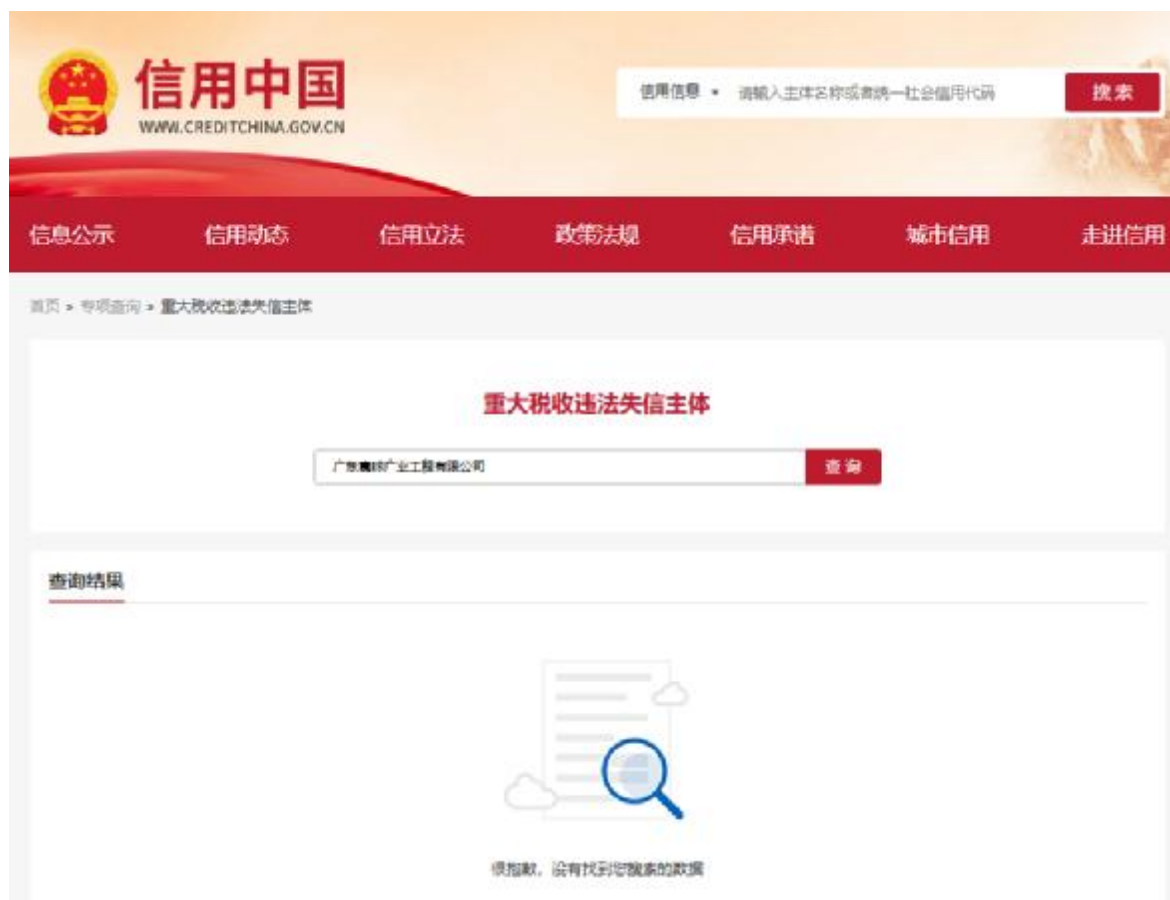 信用中国
WWW.CREDITCHINA.GOV.CN
信用信息 请输入主体名称或者统一社会信用代码 搜索
信息公示 信用动态 信用立法 政策法规 信用承诺 城市信用 走进信用
首页 » 专项查询 » 重大税收违法失信主体
重大税收违法失信主体
广东 广业工程有限公司 查询
查询结果
很抱歉，没有找到您搜索的数据